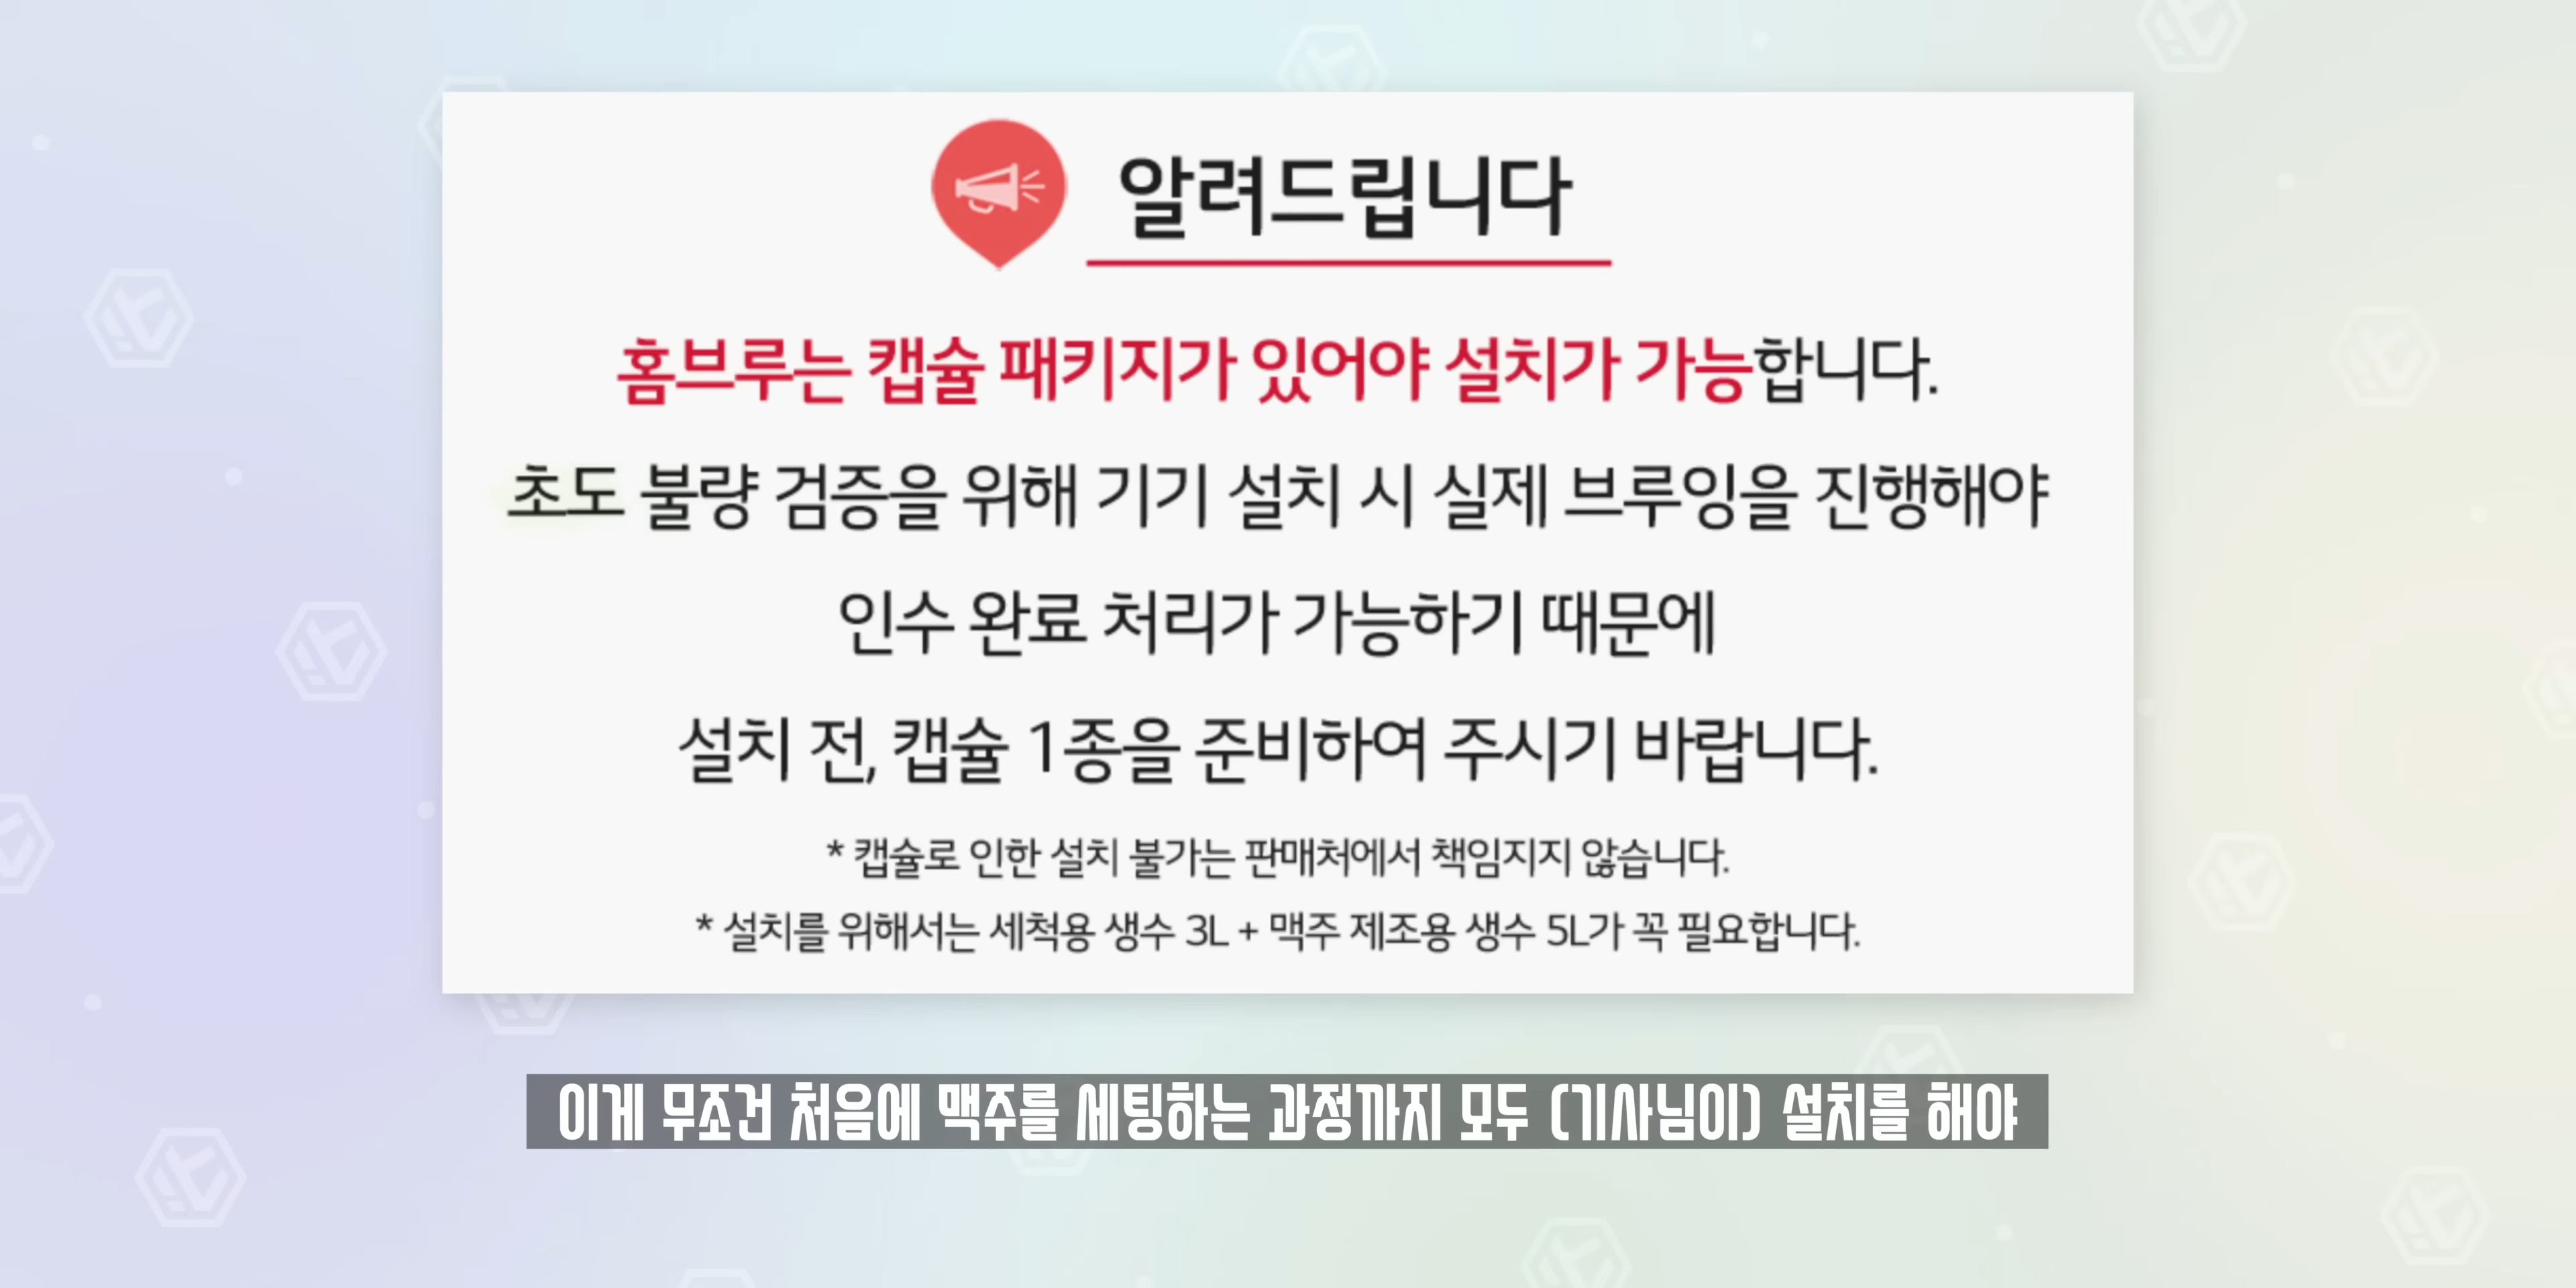 알려드립니다
홈브루는 캡슐 패키지가 있어야 설치가 가능합니다.
초도 불량 검증을 위해 기기 설치 시 실제 브루잉을 진행해야
인수 완료 처리가 가능하기 때문에
설치 전, 캡슐 1종을 준비하여 주시기 바랍니다.
* 캡슐로 인한 설치 불가는 판매처에서 책임지지 않습니다.
* 설치를 위해서는 세척용 생수 3L + 맥주 제조용 생수 5L가 꼭 필요합니다.
이게 무조건 처음에 맥주를 세팅하는 과정까지 모두 (기사님이) 설치를 해야